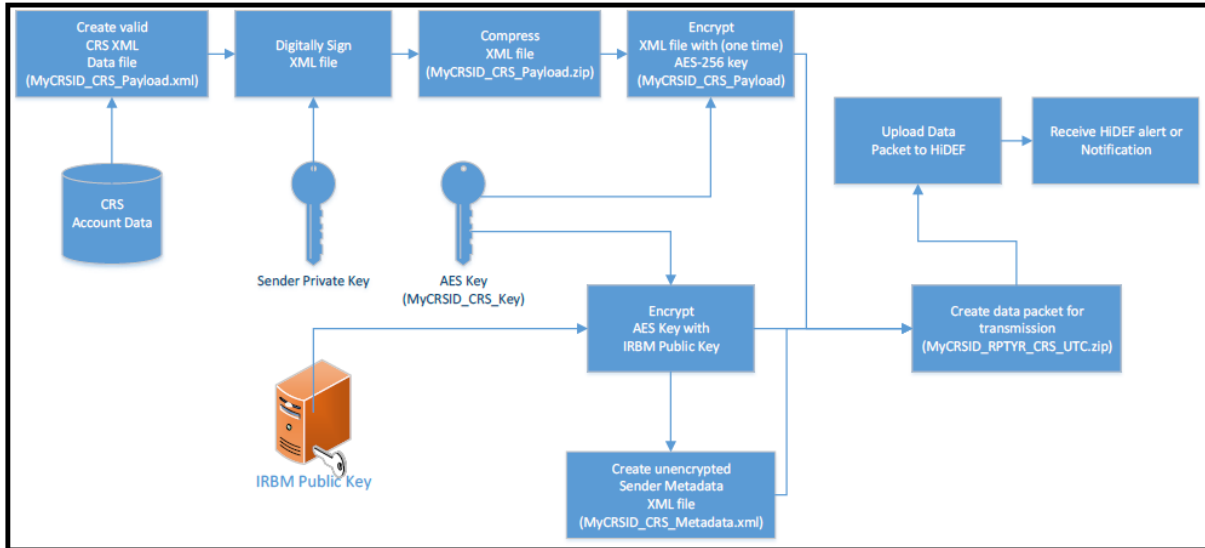 Create valid
CRS XML
Data file
(MyCRSID_CRS_Payload.xml)
Digitally Sign
XML file
Compress
XML file
(MyCRSID_CRS_Payload.zip)
Encrypt
XML file with (one time)
AES-256 key
(MyCRSID_CRS_Payload)
Upload Data
Packet to HiDEF
Receive HiDEF alert or
Notification
CRS
Account Data
Sender Private Key
AES Key
(MyCRSID_CRS_Key)
Encrypt
AES Key with
IRBM Public Key
Create data packet for
transmission
(MyCRSID_RPTYR_CRS_UTC.zip)
IRBM Public Key
Create unencrypted
Sender Metadata
XML file
(MyCRSID_CRS_Metadata.xml)